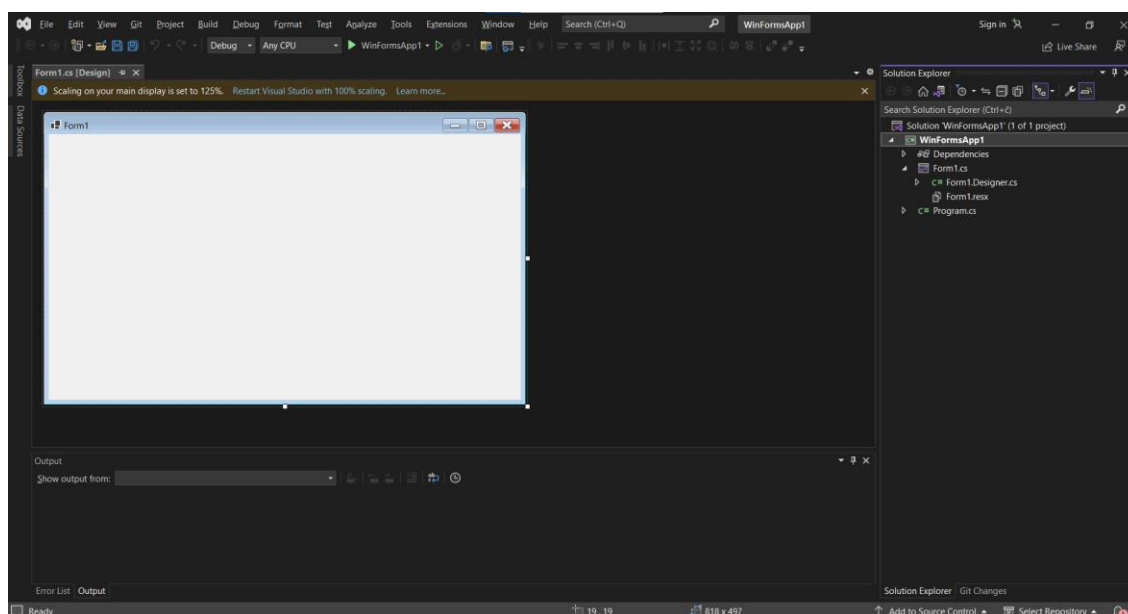 File Edit View Git Project Build Debug Format Test Analyze Tools Extensions Window Help Search (Ctrl+Q) WinFormsApp1 Sign in
Debug Any CPU WinFormsApp1 Live Share
Toolbox
Data Sources
Form1.cs [Design]
Scaling on your main display is set to 125%. Restart Visual Studio with 100% scaling. Learn more...
Form1
Output
Show output from:
Error List Output
Solution Explorer
Search Solution Explorer (Ctrl+č)
Solution 'WinFormsApp1' (1 of 1 project)
WinFormsApp1
Dependencies
Form1.cs
C# Form1.Designer.cs
Form1.resx
C# Program.cs
Solution Explorer Git Changes
Ready 19 , 19 818 x 497 Add to Source Control Select Repository